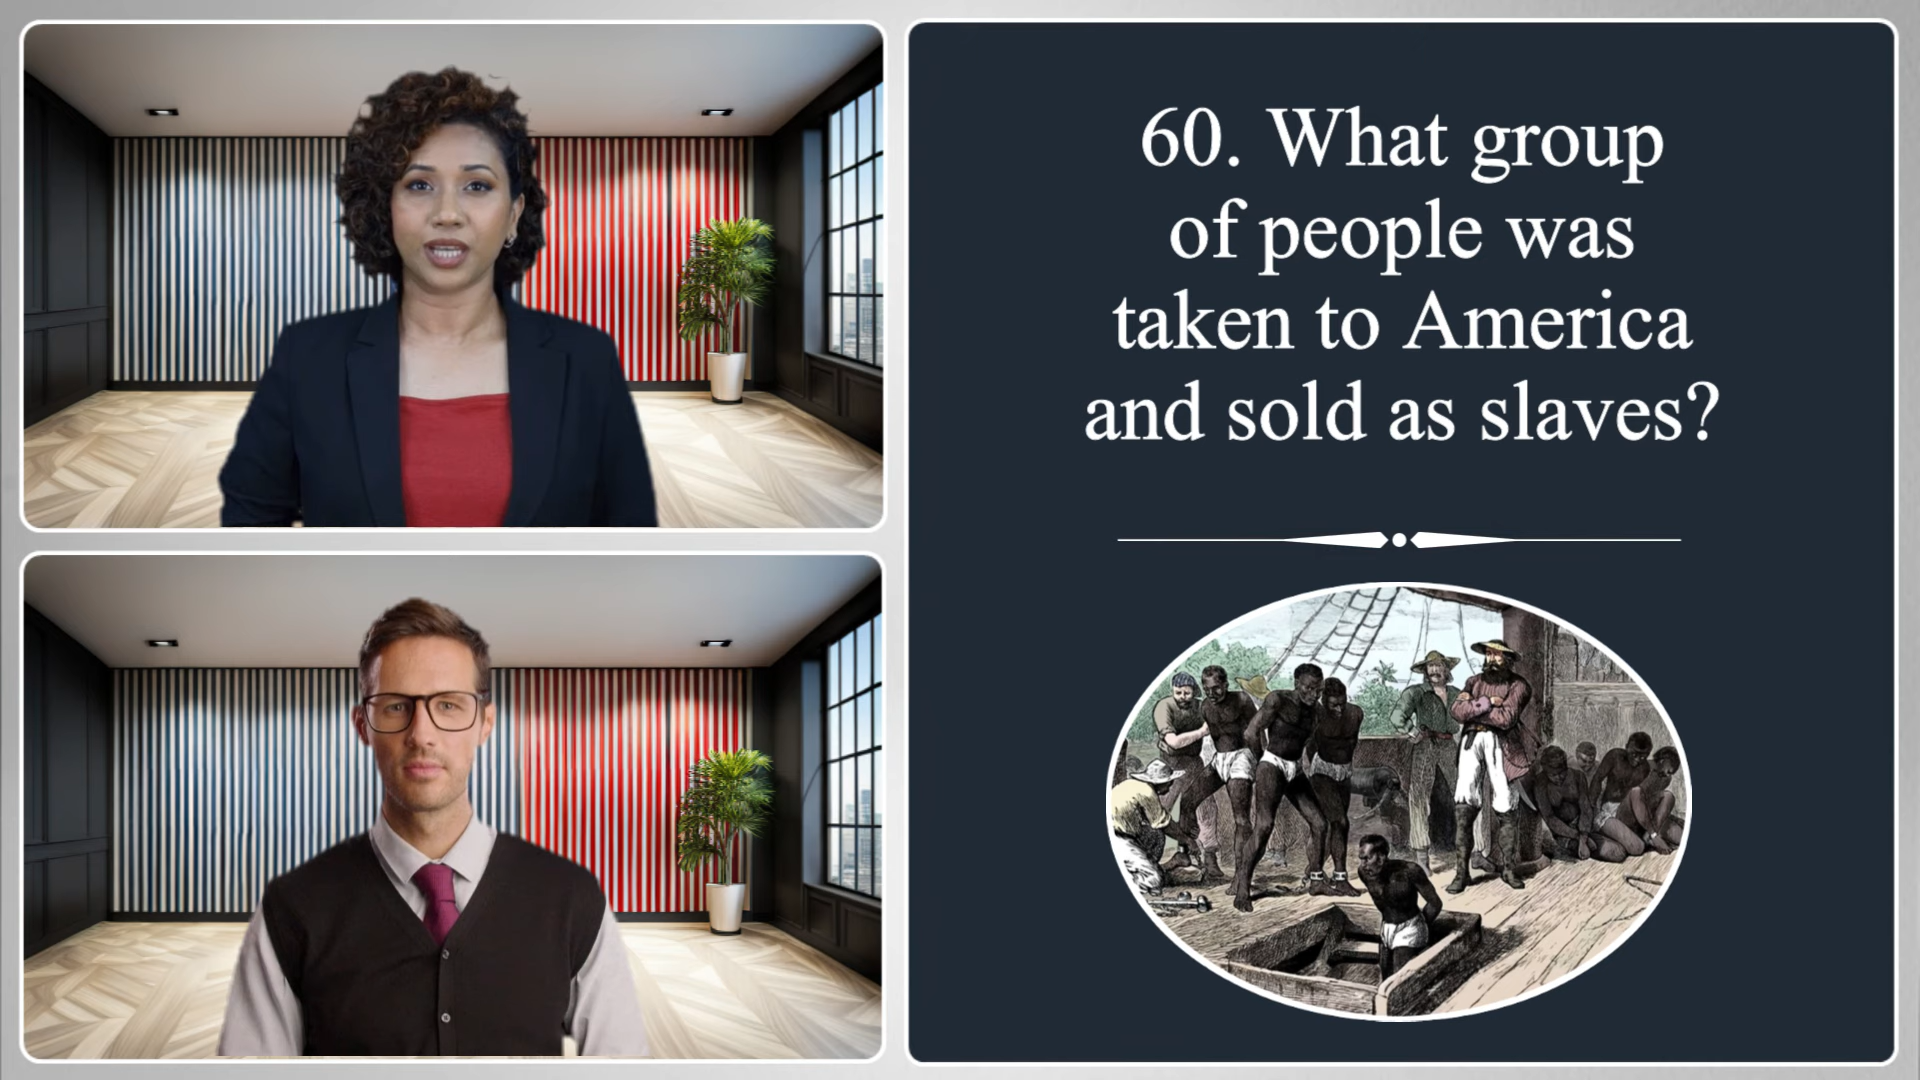 60. What group
of people was
taken to America
and sold as slaves?